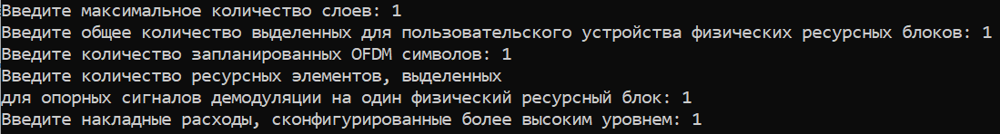 Введите максимальное количество слоев: 1
Введите общее количество выделенных для пользовательского устройства физических ресурсных блоков: 1
Введите количество запланированных OFDM символов: 1
Введите количество ресурсных элементов, выделенных
для опорных сигналов демодуляции на один физический ресурсный блок: 1
Введите накладные расходы, сконфигурированные более высоким уровнем: 1